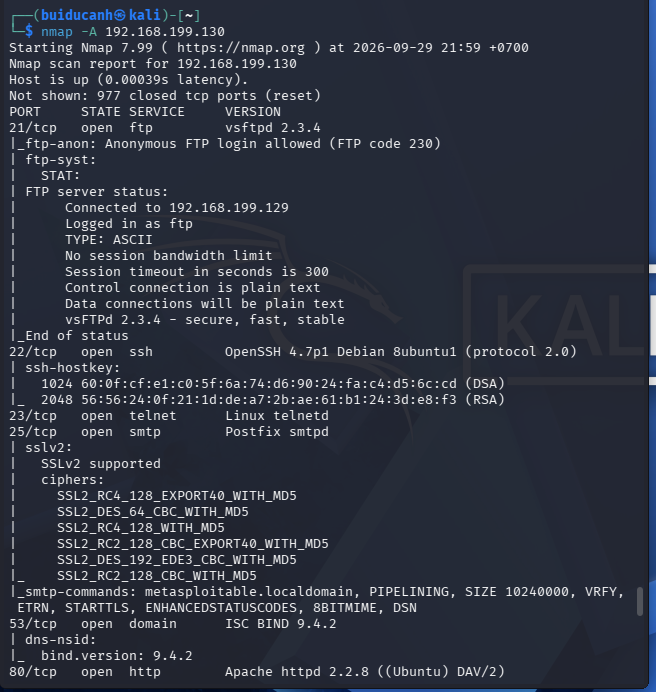 ┌──(buiducanh㉿kali)-[~]
└─$ nmap -A 192.168.199.130
Starting Nmap 7.99 ( https://nmap.org ) at 2026-09-29 21:59 +0700
Nmap scan report for 192.168.199.130
Host is up (0.00039s latency).
Not shown: 977 closed tcp ports (reset)
PORT     STATE SERVICE     VERSION
21/tcp   open  ftp         vsftpd 2.3.4
|_ftp-anon: Anonymous FTP login allowed (FTP code 230)
| ftp-syst:
|   STAT:
| FTP server status:
|      Connected to 192.168.199.129
|      Logged in as ftp
|      TYPE: ASCII
|      No session bandwidth limit
|      Session timeout in seconds is 300
|      Control connection is plain text
|      Data connections will be plain text
|      vsFTPd 2.3.4 - secure, fast, stable
|_End of status
22/tcp   open  ssh         OpenSSH 4.7p1 Debian 8ubuntu1 (protocol 2.0)
| ssh-hostkey:
|   1024 60:0f:cf:e1:c0:5f:6a:74:d6:90:24:fa:c4:d5:6c:cd (DSA)
|_  2048 56:56:24:0f:21:1d:de:a7:2b:ae:61:b1:24:3d:e8:f3 (RSA)
23/tcp   open  telnet      Linux telnetd
25/tcp   open  smtp        Postfix smtpd
| sslv2:
|   SSLv2 supported
|   ciphers:
|     SSL2_RC4_128_EXPORT40_WITH_MD5
|     SSL2_DES_64_CBC_WITH_MD5
|     SSL2_RC4_128_WITH_MD5
|     SSL2_RC2_128_CBC_EXPORT40_WITH_MD5
|     SSL2_DES_192_EDE3_CBC_WITH_MD5
|_    SSL2_RC2_128_CBC_WITH_MD5
|_smtp-commands: metasploitable.localdomain, PIPELINING, SIZE 10240000, VRFY,
 ETRN, STARTTLS, ENHANCEDSTATUSCODES, 8BITMIME, DSN
53/tcp   open  domain      ISC BIND 9.4.2
| dns-nsid:
|_  bind.version: 9.4.2
80/tcp   open  http        Apache httpd 2.2.8 ((Ubuntu) DAV/2)
KAL